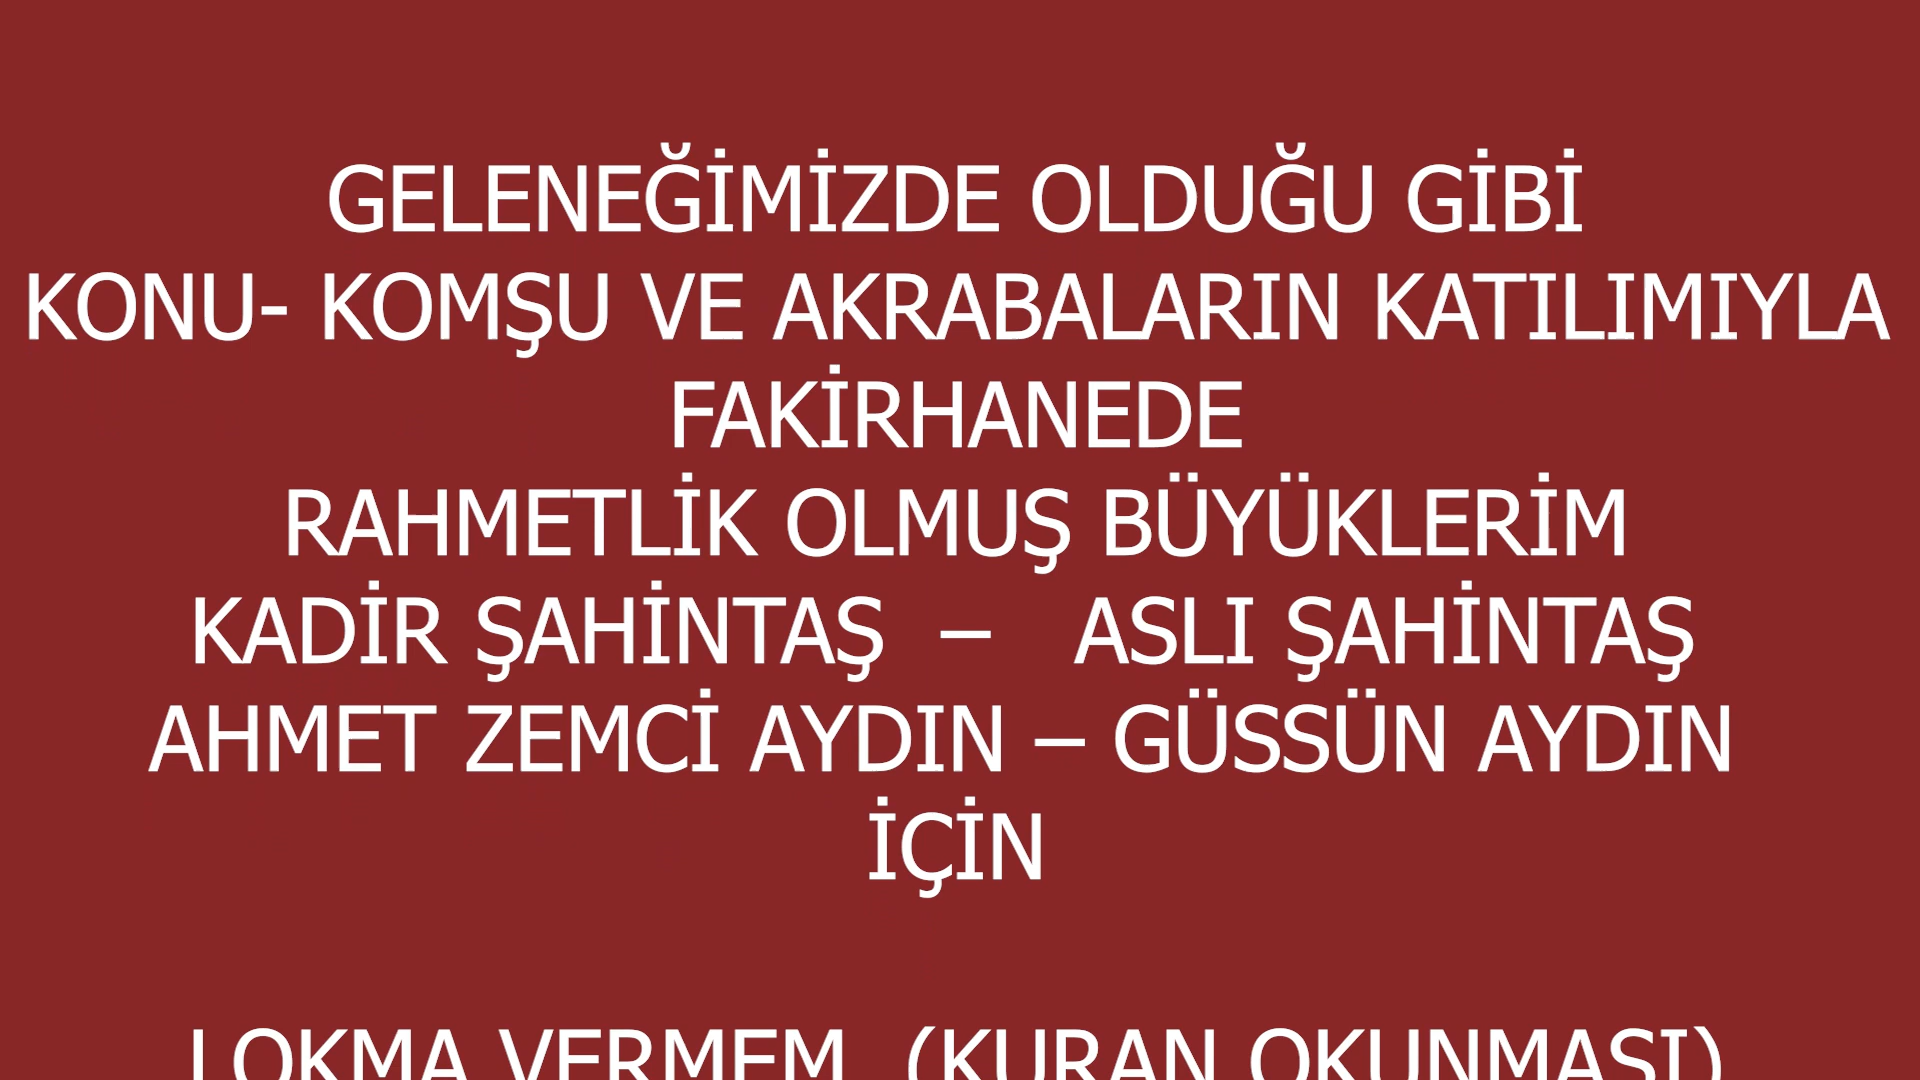 GELENEĞİMİZDE OLDUĞU GİBİ
KONU- KOMŞU VE AKRABALARIN KATILIMIYLA
FAKİRHANEDE
RAHMETLİK OLMUŞ BÜYÜKLERİM
KADİR ŞAHİNTAŞ – ASLI ŞAHİNTAŞ
AHMET ZEMCİ AYDIN – GÜSSÜN AYDIN
İÇİN
LOKMA VERMEM (KURAN OKUNMASI)